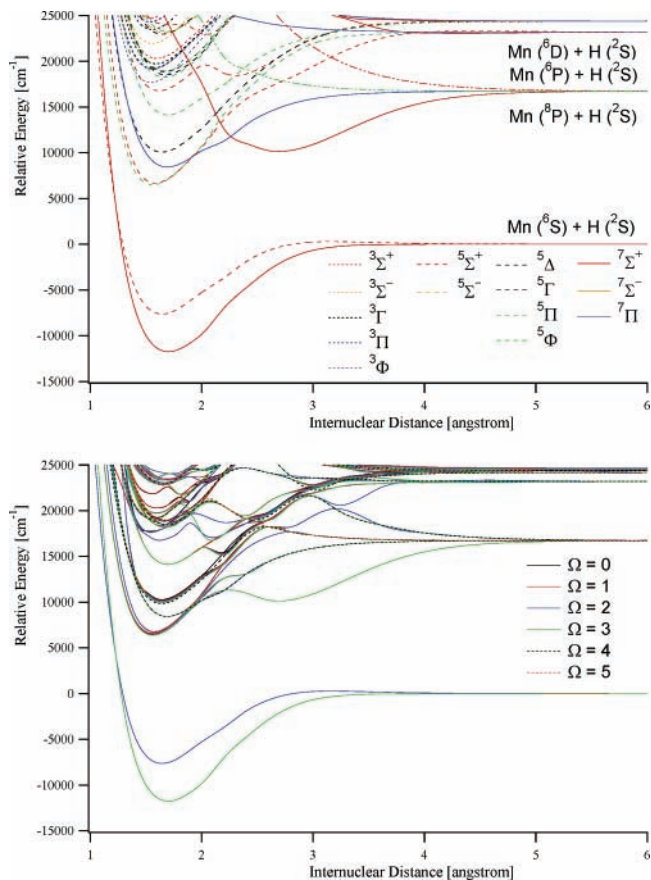 25000
20000
15000
10000
5000
0
-5000
-10000
-15000
Relative Energy [cm⁻¹]
Mn (⁶D) + H (²S)
Mn (⁶P) + H (²S)
Mn (⁸P) + H (²S)
Mn (⁶S) + H (²S)
³Σ⁺ ⁵Σ⁺ ⁵Δ ⁷Σ⁺
³Σ⁻ ⁵Σ⁻ ⁵Γ ⁷Σ⁻
³Γ ⁵Π ⁷Π
³Π ⁵Φ
³Φ
1 2 3 4 5 6
Internuclear Distance [angstrom]
25000
20000
15000
10000
5000
0
-5000
-10000
-15000
Relative Energy [cm⁻¹]
Ω = 0
Ω = 1
Ω = 2
Ω = 3
Ω = 4
Ω = 5
1 2 3 4 5 6
Internuclear Distance [angstrom]